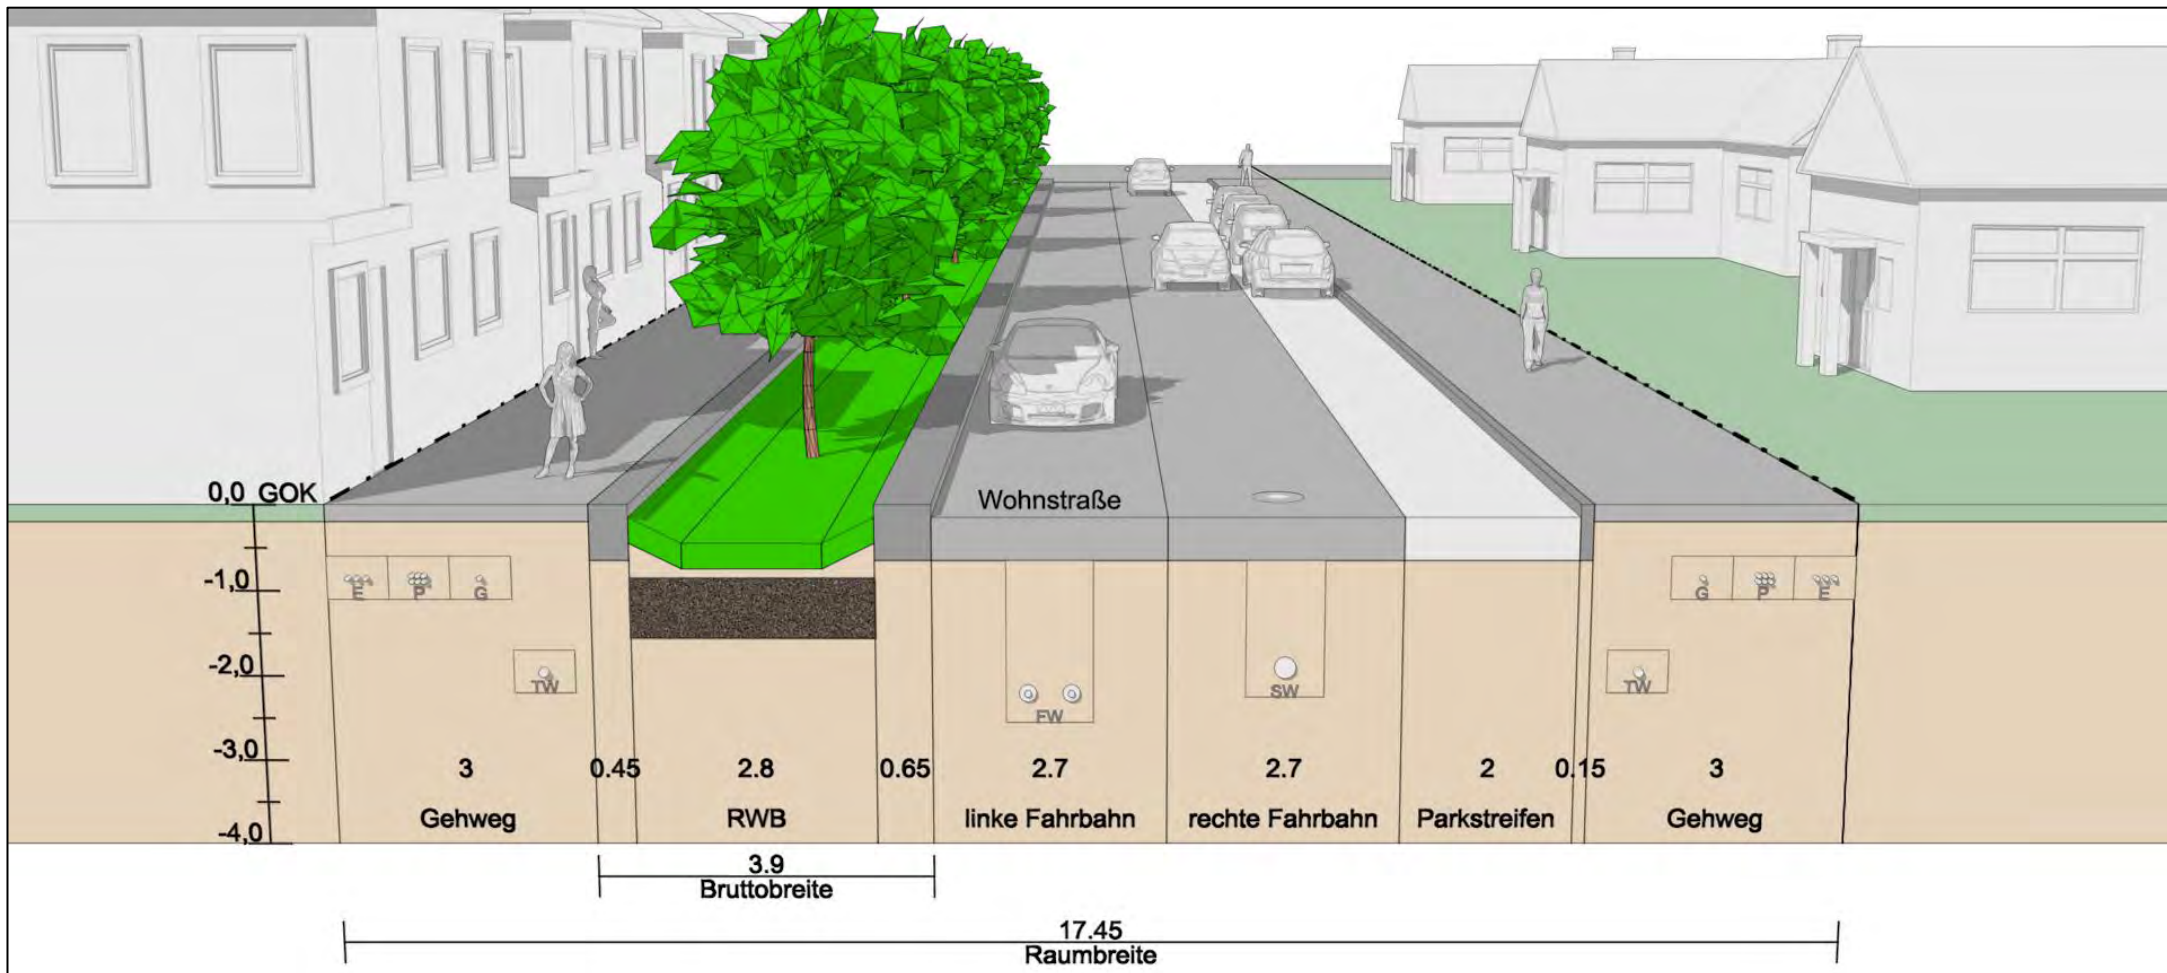 0,0 GOK
Wohnstraße
-1,0
E P G
G P E
-2,0
TW
FW
SW
TW
-3,0
3 0.45 2.8 0.65 2.7 2.7 2 0.15 3
Gehweg RWB linke Fahrbahn rechte Fahrbahn Parkstreifen Gehweg
-4,0
3.9
Bruttobreite
17.45
Raumbreite